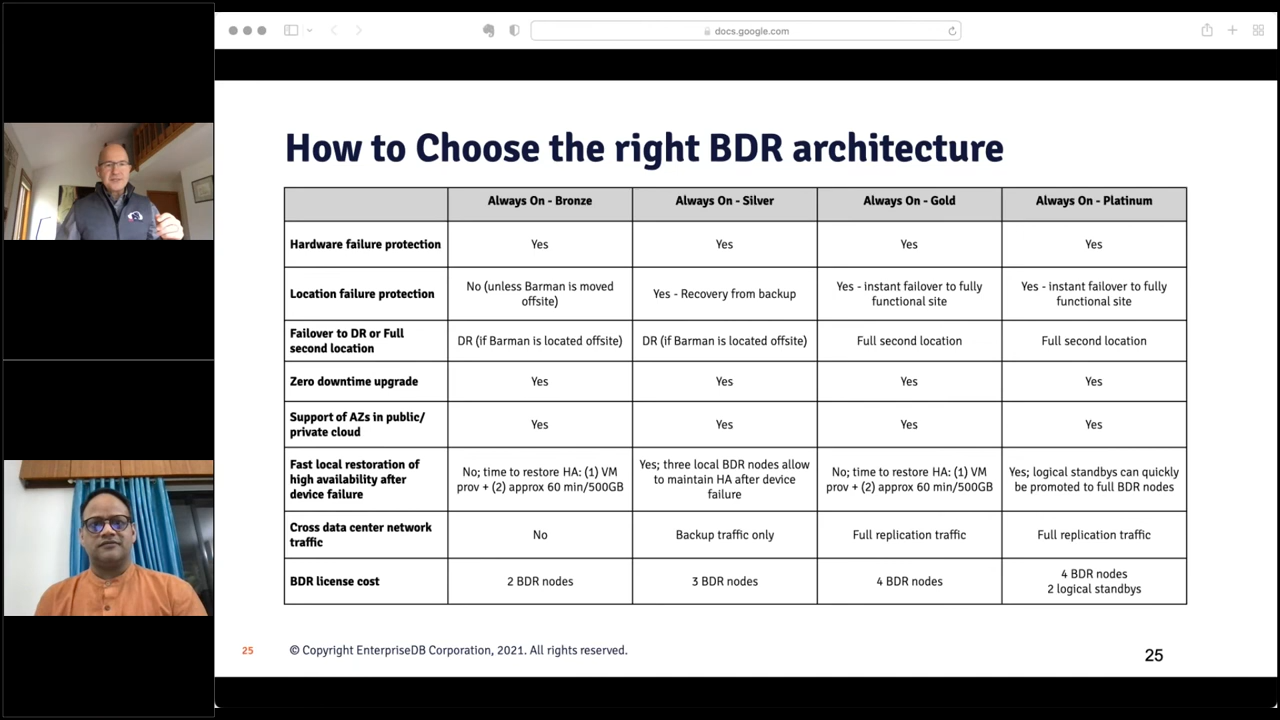 docs.google.com
How to Choose the right BDR architecture
Always On - Bronze
Always On - Silver
Always On - Gold
Always On - Platinum
Hardware failure protection
Yes
Yes
Yes
Yes
Location failure protection
No (unless Barman is moved
offsite)
Yes - Recovery from backup
Yes - instant failover to fully
functional site
Yes - instant failover to fully
functional site
Failover to DR or Full
second location
DR (if Barman is located offsite)
DR (if Barman is located offsite)
Full second location
Full second location
Zero downtime upgrade
Yes
Yes
Yes
Yes
Support of AZs in public/
private cloud
Yes
Yes
Yes
Yes
Fast local restoration of
high availability after
device failure
No; time to restore HA: (1) VM
prov + (2) approx 60 min/500GB
Yes; three local BDR nodes allow
to maintain HA after device
failure
No; time to restore HA: (1) VM
prov + (2) approx 60 min/500GB
Yes; logical standbys can quickly
be promoted to full BDR nodes
Cross data center network
traffic
No
Backup traffic only
Full replication traffic
Full replication traffic
BDR license cost
2 BDR nodes
3 BDR nodes
4 BDR nodes
4 BDR nodes
2 logical standbys
25
© Copyright EnterpriseDB Corporation, 2021. All rights reserved.
25